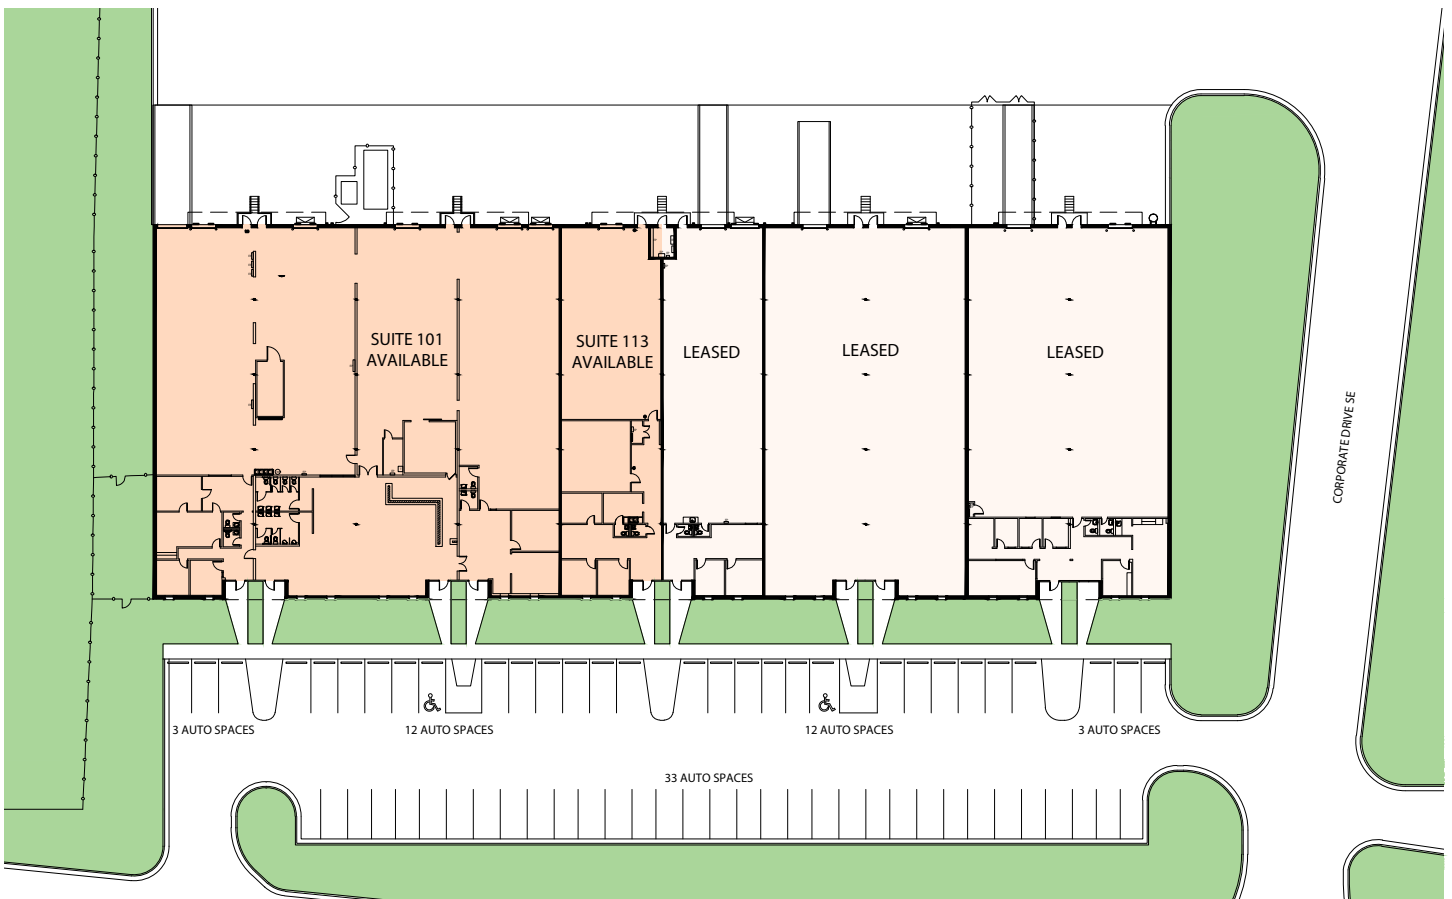 SUITE 101
AVAILABLE
SUITE 113
AVAILABLE
LEASED
LEASED
LEASED
CORPORATE DRIVE SE
3 AUTO SPACES
12 AUTO SPACES
12 AUTO SPACES
3 AUTO SPACES
33 AUTO SPACES